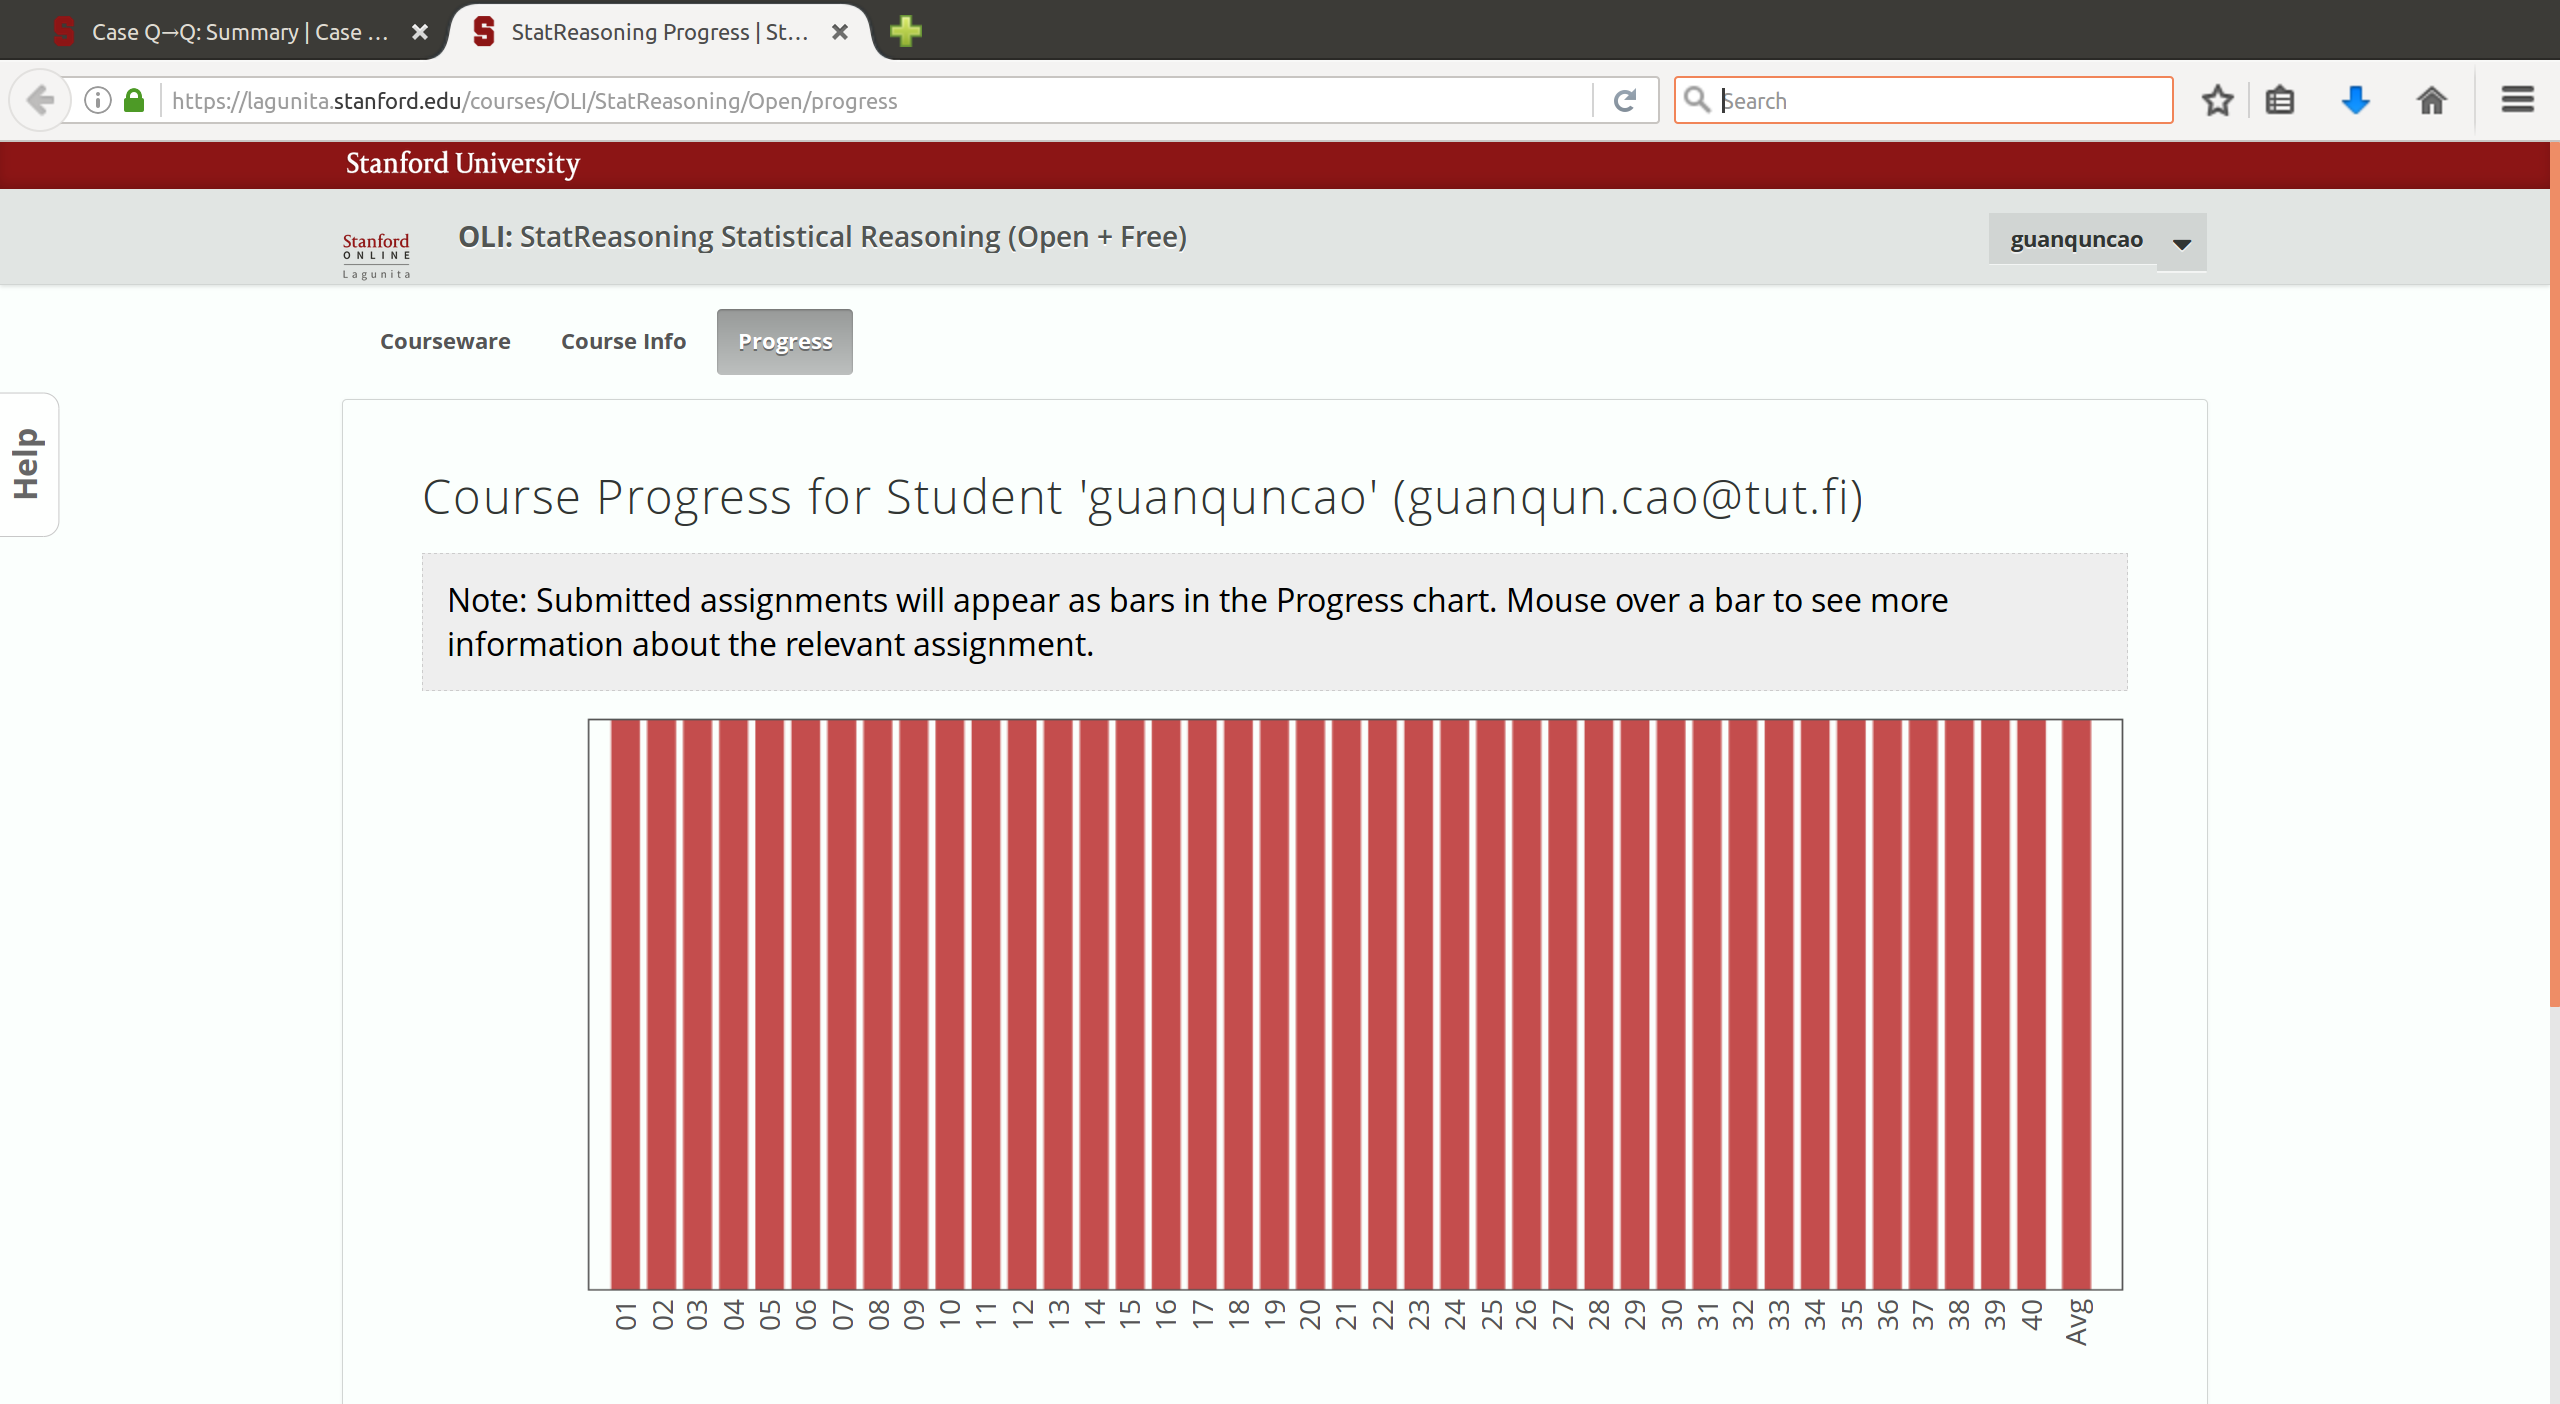 Case Q→Q: Summary | Case ...
StatReasoning Progress | St...
https://lagunita.stanford.edu/courses/OLI/StatReasoning/Open/progress
Search
Stanford University
Stanford
ONLINE
Lagunita
OLI: StatReasoning Statistical Reasoning (Open + Free)
guanquncao
Courseware
Course Info
Progress
Help
Course Progress for Student 'guanquncao' (guanqun.cao@tut.fi)
Note: Submitted assignments will appear as bars in the Progress chart. Mouse over a bar to see more
information about the relevant assignment.
01 02 03 04 05 06 07 08 09 10 11 12 13 14 15 16 17 18 19 20 21 22 23 24 25 26 27 28 29 30 31 32 33 34 35 36 37 38 39 40 Avg